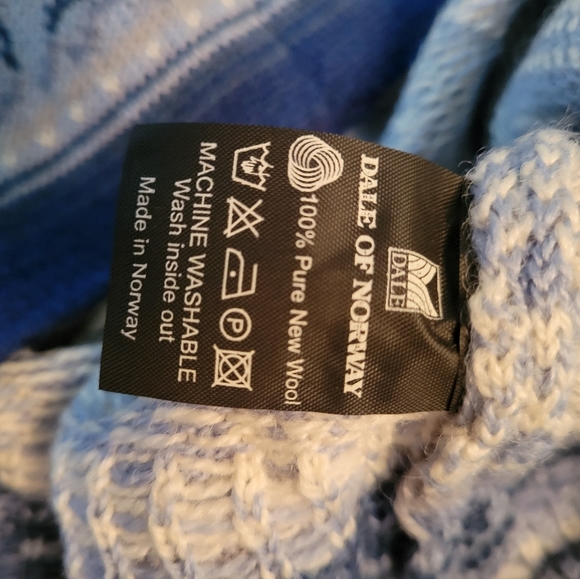 DALE
DALE OF NORWAY
100% Pure New Wool
P
MACHINE WASHABLE
Wash inside out
Made in Norway